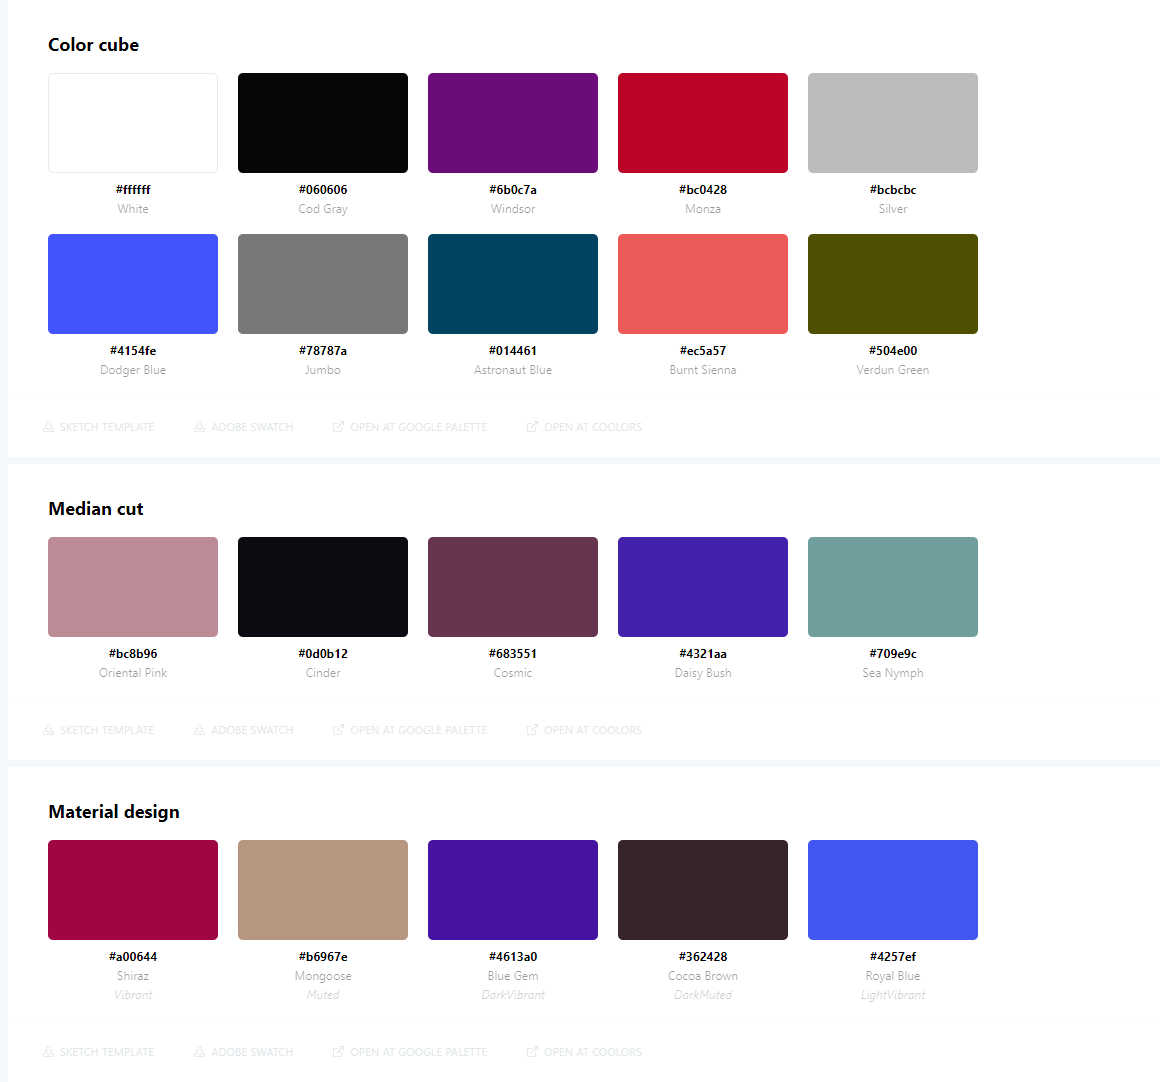 Color cube
#ffffff #060606 #6b0c7a #bc0428 #bcbcbc
White Cod Gray Windsor Monza Silver
#4154fe #78787a #014461 #ec5a57 #504e00
Dodger Blue Jumbo Astronaut Blue Burnt Sienna Verdun Green
SKETCH TEMPLATE ADOBE SWATCH OPEN AT GOOGLE PALETTE OPEN AT COOLORS
Median cut
#bc8b96 #0d0b12 #683551 #4321aa #709e9c
Oriental Pink Cinder Cosmic Daisy Bush Sea Nymph
SKETCH TEMPLATE ADOBE SWATCH OPEN AT GOOGLE PALETTE OPEN AT COOLORS
Material design
#a00644 #b6967e #4613a0 #362428 #4257ef
Shiraz Mongoose Blue Gem Cocoa Brown Royal Blue
Vibrant Muted DarkVibrant DarkMuted LightVibrant
SKETCH TEMPLATE ADOBE SWATCH OPEN AT GOOGLE PALETTE OPEN AT COOLORS